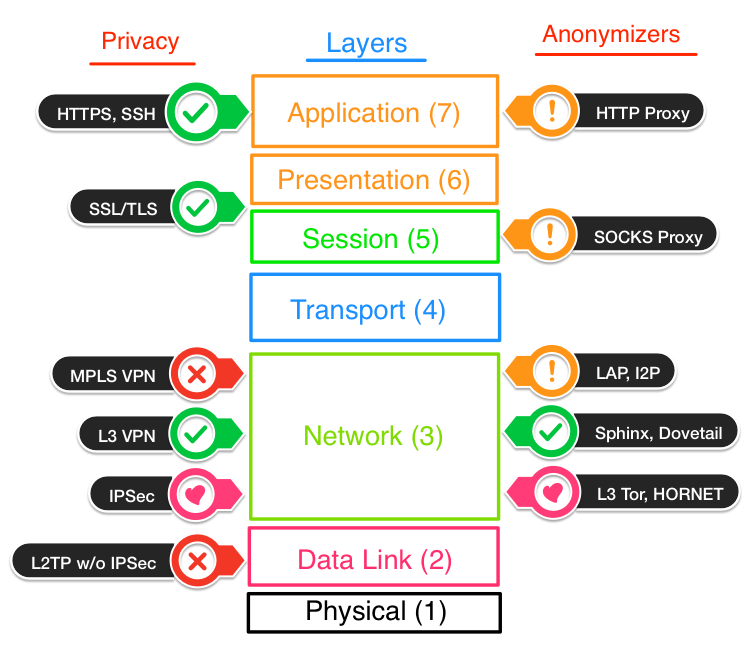 Privacy
Layers
Anonymizers
HTTPS, SSH
Application (7)
HTTP Proxy
Presentation (6)
SSL/TLS
Session (5)
SOCKS Proxy
Transport (4)
MPLS VPN
LAP, I2P
L3 VPN
Network (3)
Sphinx, Dovetail
IPSec
L3 Tor, HORNET
L2TP w/o IPSec
Data Link (2)
Physical (1)